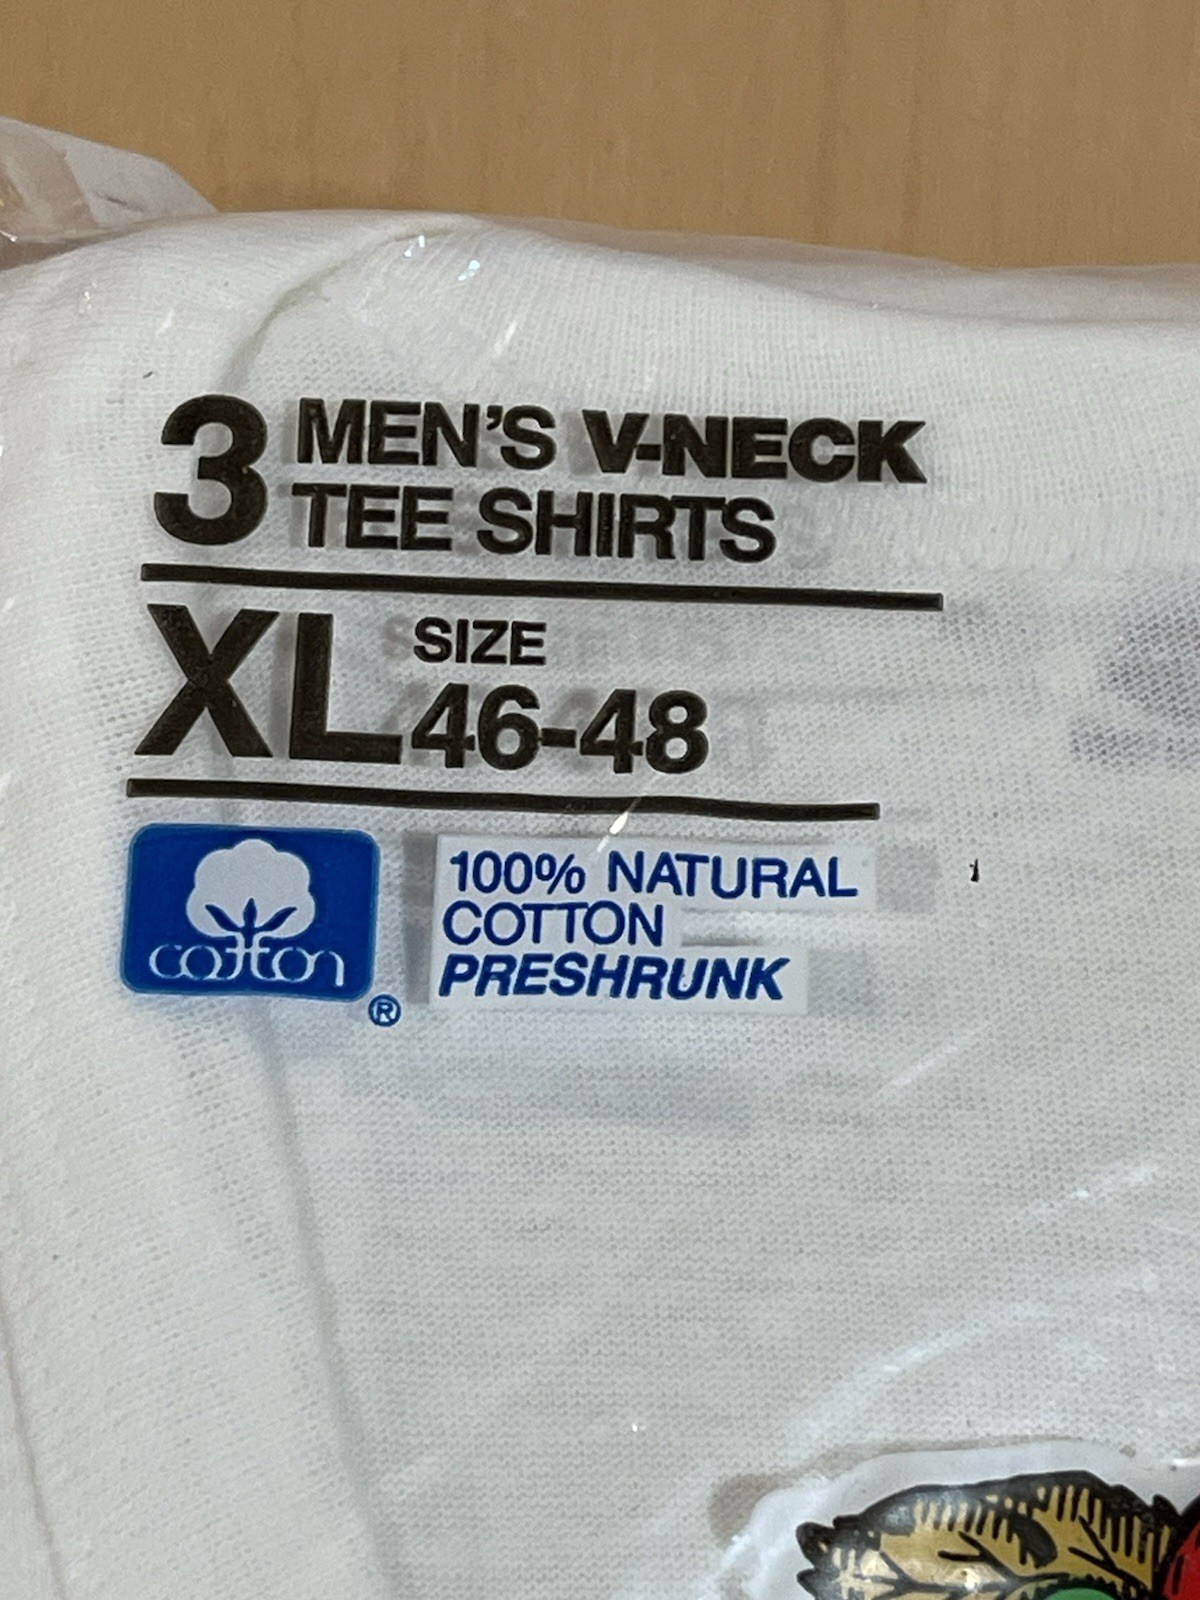 3 MEN'S V-NECK
TEE SHIRTS
XL SIZE
46-48
cotton
®
100% NATURAL
COTTON
PRESHRUNK